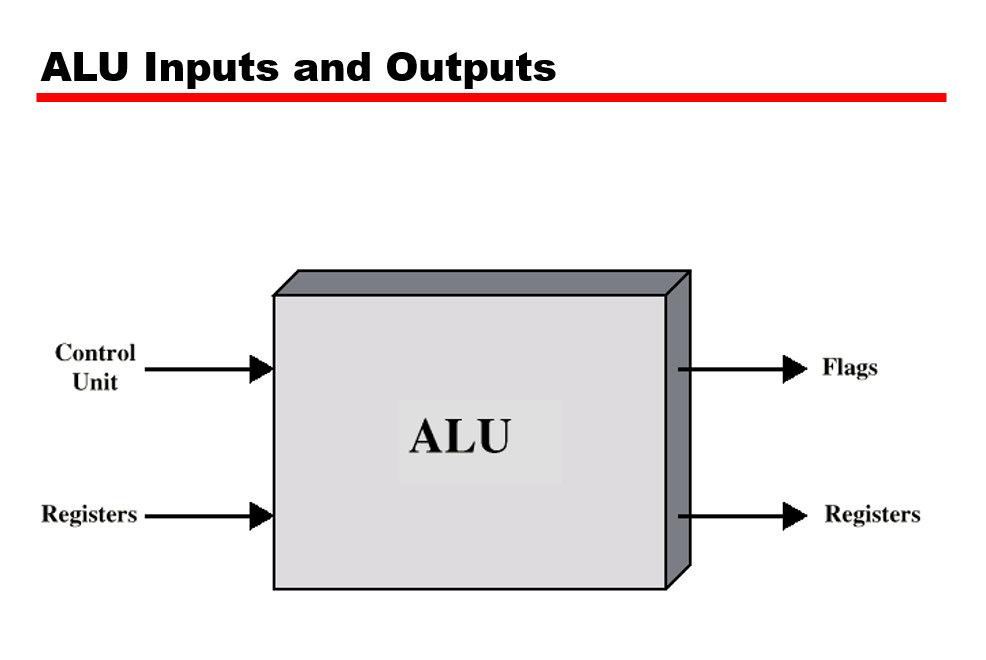 ALU Inputs and Outputs
Control
Unit
Flags
ALU
Registers
Registers